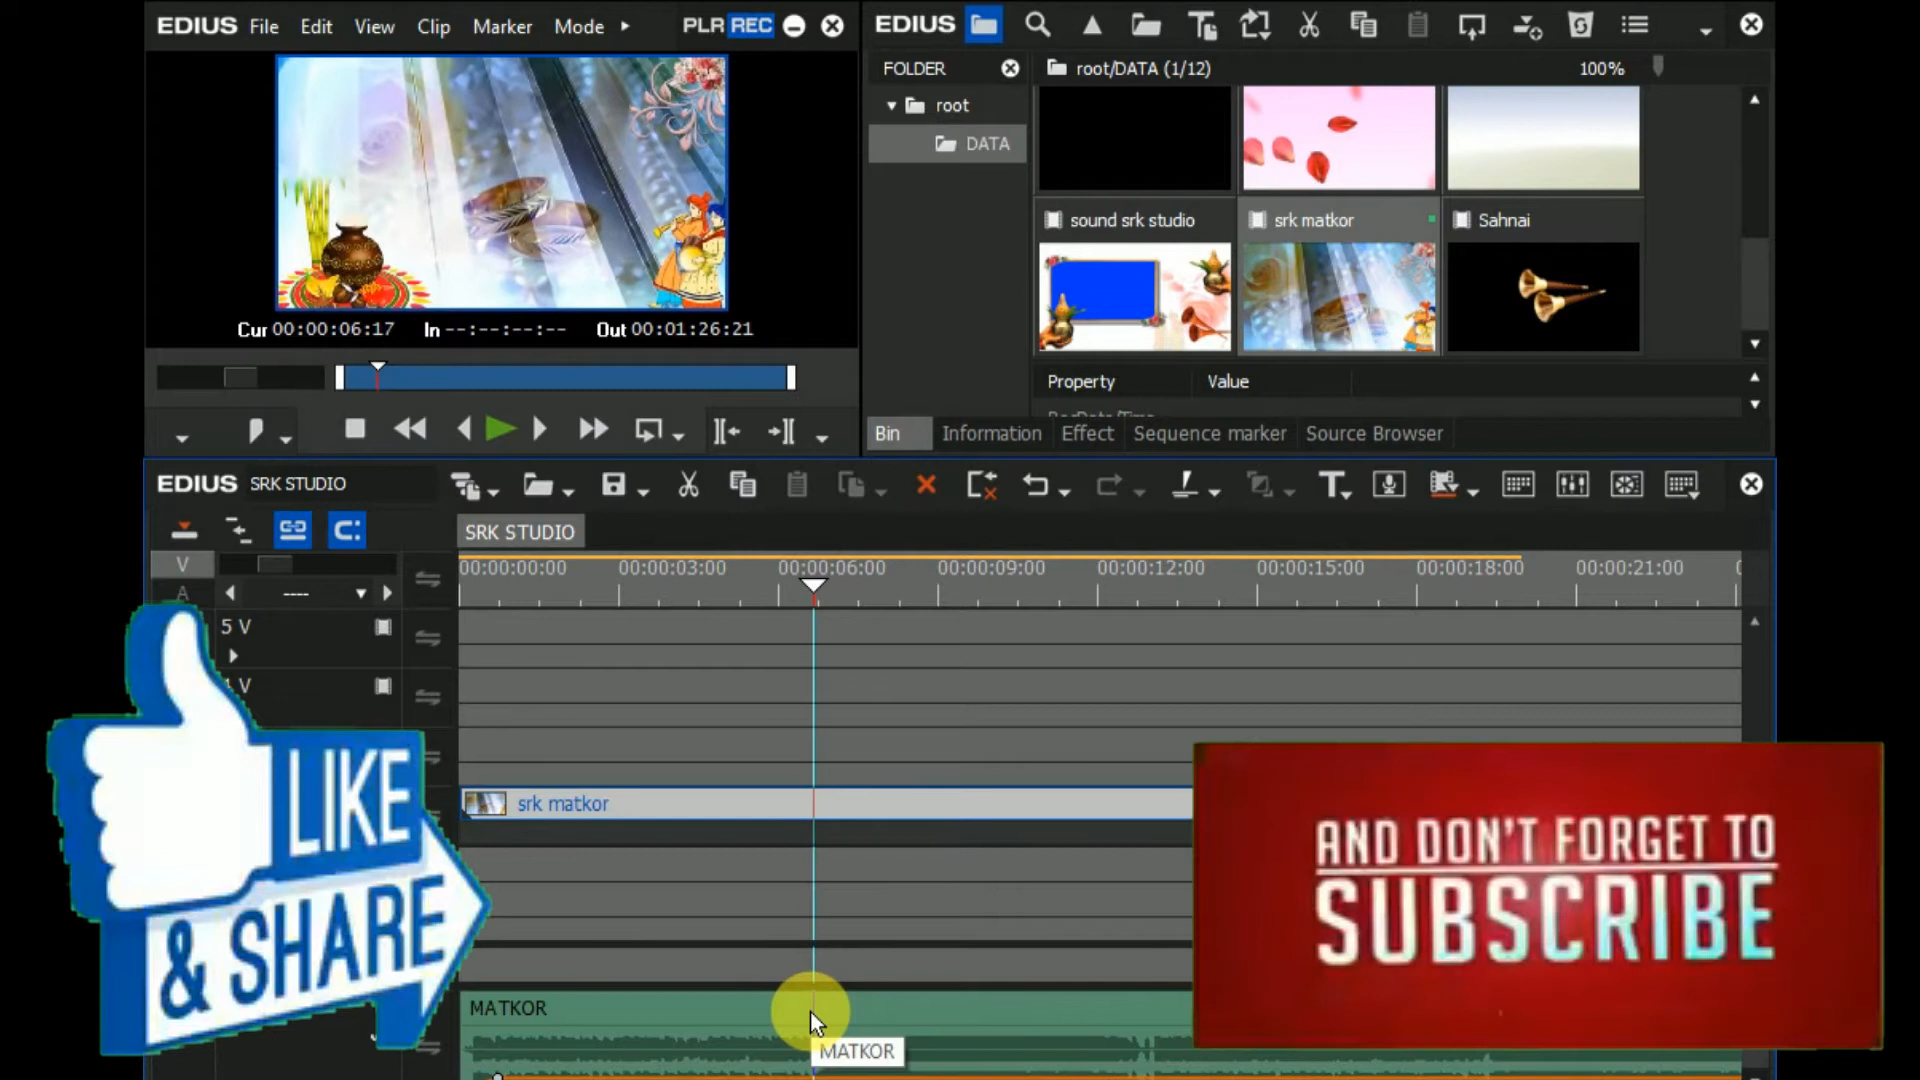 EDIUS File Edit View Clip Marker Mode PLR REC
Cur 00:00:06:17 In --:--:--:-- Out 00:01:26:21
EDIUS
FOLDER
root/DATA (1/12) 100%
root
DATA
sound srk studio
srk matkor
Sahnai
Property Value
Bin Information Effect Sequence marker Source Browser
EDIUS SRK STUDIO
SRK STUDIO
V
A
----
00:00:00:00 00:00:03:00 00:00:06:00 00:00:09:00 00:00:12:00 00:00:15:00 00:00:18:00 00:00:21:00
5 V
V
srk matkor
MATKOR
MATKOR
LIKE
& SHARE
AND DON'T FORGET TO
SUBSCRIBE